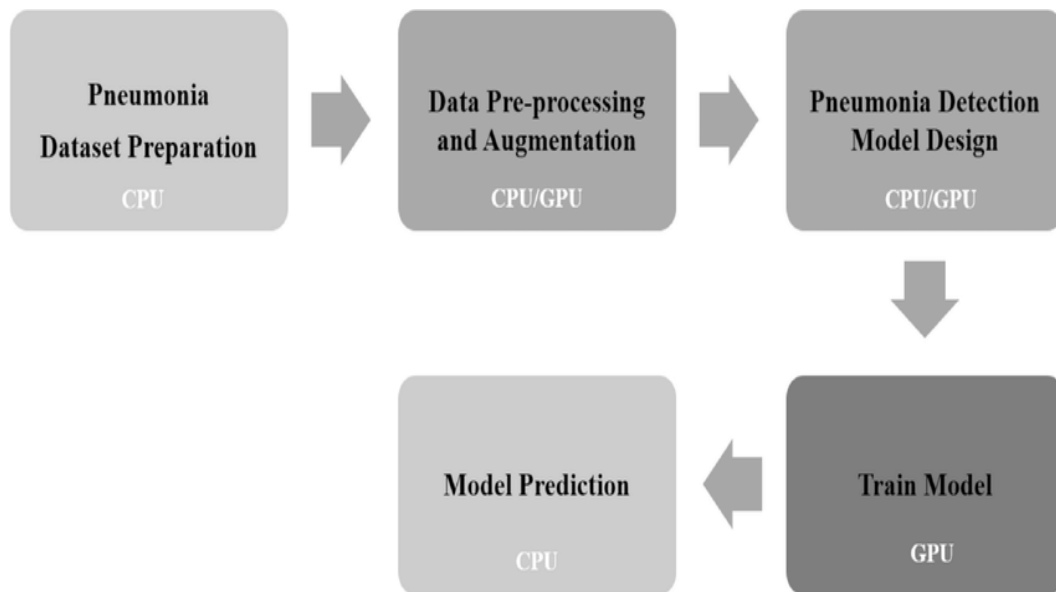 Pneumonia
Dataset Preparation
CPU
Data Pre-processing
and Augmentation
CPU/GPU
Pneumonia Detection
Model Design
CPU/GPU
Train Model
GPU
Model Prediction
CPU